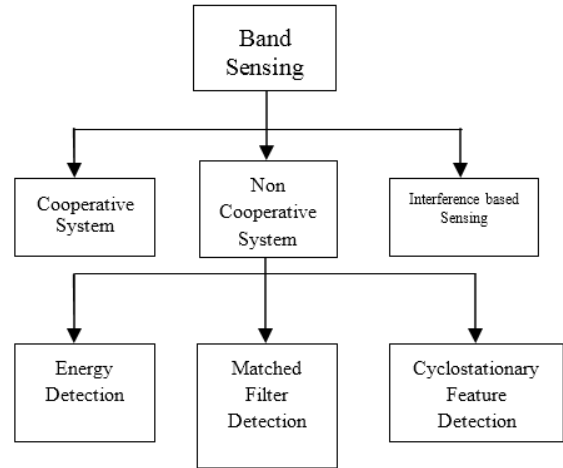 Band
Sensing
Cooperative
System
Non
Cooperative
System
Interference based
Sensing
Energy
Detection
Matched
Filter
Detection
Cyclostationary
Feature
Detection